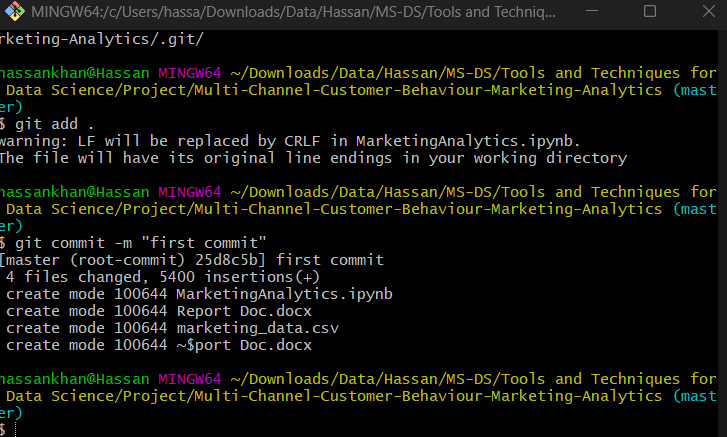 MINGW64:/c/Users/hassa/Downloads/Data/Hassan/MS-DS/Tools and Techniq...
rketing-Analytics/.git/
hassankhan@Hassan MINGW64 ~/Downloads/Data/Hassan/MS-DS/Tools and Techniques for
Data Science/Project/Multi-Channel-Customer-Behaviour-Marketing-Analytics (mast
er)
$ git add .
warning: LF will be replaced by CRLF in MarketingAnalytics.ipynb.
The file will have its original line endings in your working directory
hassankhan@Hassan MINGW64 ~/Downloads/Data/Hassan/MS-DS/Tools and Techniques for
Data Science/Project/Multi-Channel-Customer-Behaviour-Marketing-Analytics (mast
er)
$ git commit -m "first commit"
[master (root-commit) 25d8c5b] first commit
4 files changed, 5400 insertions(+)
create mode 100644 MarketingAnalytics.ipynb
create mode 100644 Report Doc.docx
create mode 100644 marketing_data.csv
create mode 100644 ~$port Doc.docx
hassankhan@Hassan MINGW64 ~/Downloads/Data/Hassan/MS-DS/Tools and Techniques for
Data Science/Project/Multi-Channel-Customer-Behaviour-Marketing-Analytics (mast
er)
$